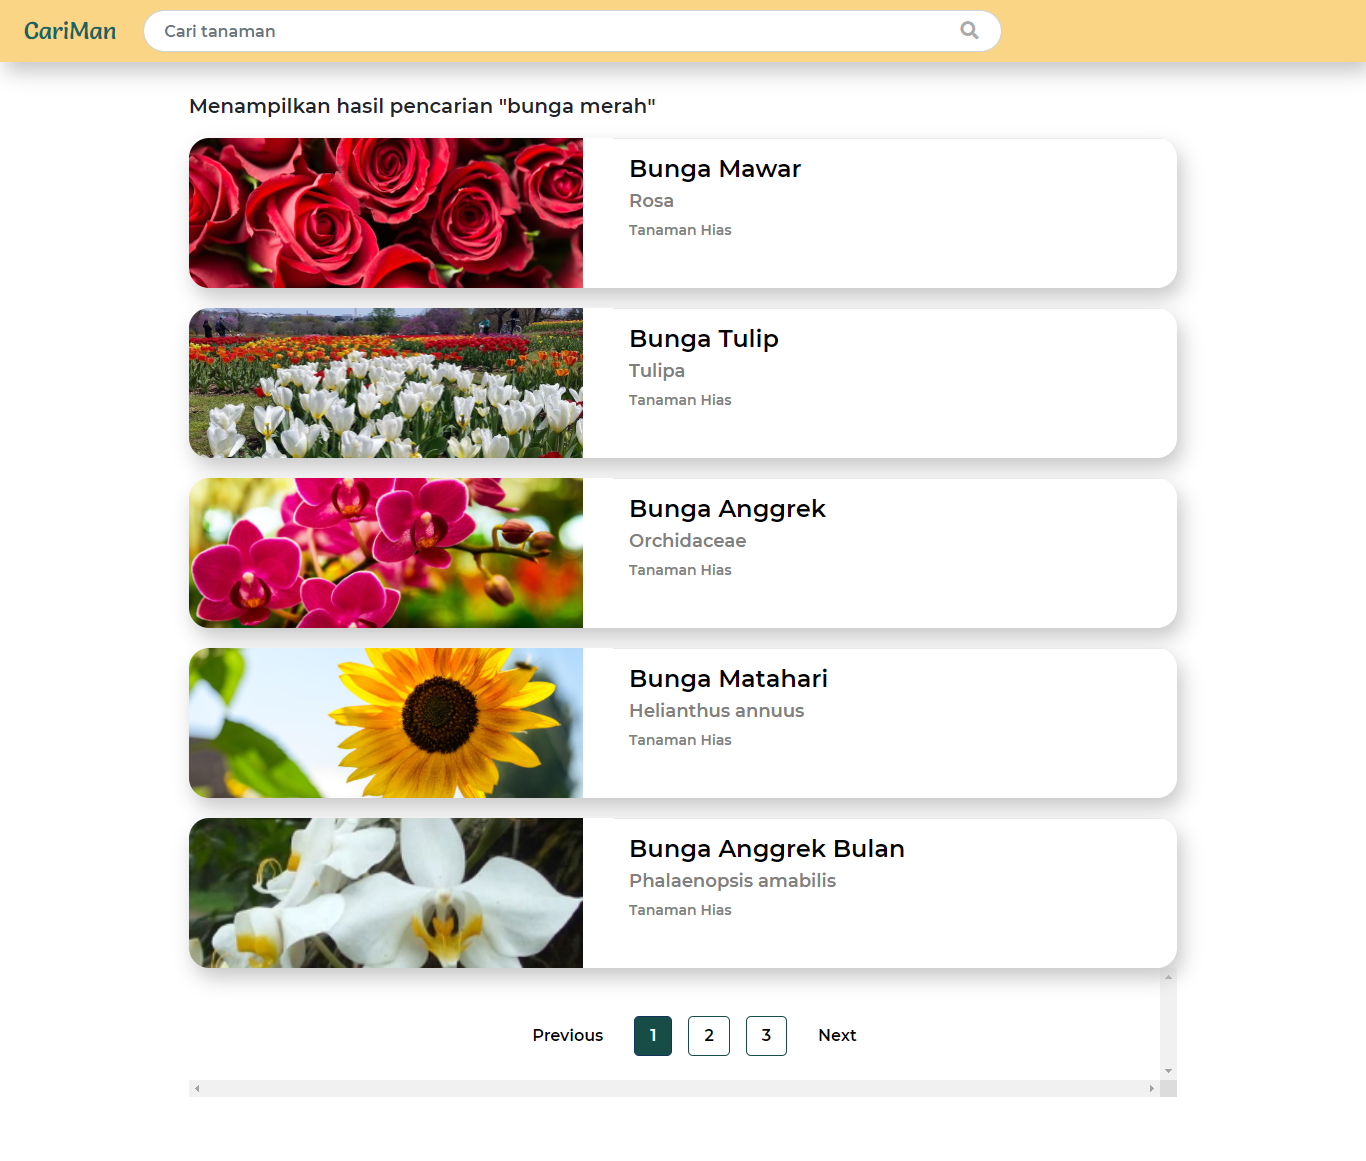 CariMan
Cari tanaman
Menampilkan hasil pencarian "bunga merah"
Bunga Mawar
Rosa
Tanaman Hias
Bunga Tulip
Tulipa
Tanaman Hias
Bunga Anggrek
Orchidaceae
Tanaman Hias
Bunga Matahari
Helianthus annuus
Tanaman Hias
Bunga Anggrek Bulan
Phalaenopsis amabilis
Tanaman Hias
Previous 1 2 3 Next